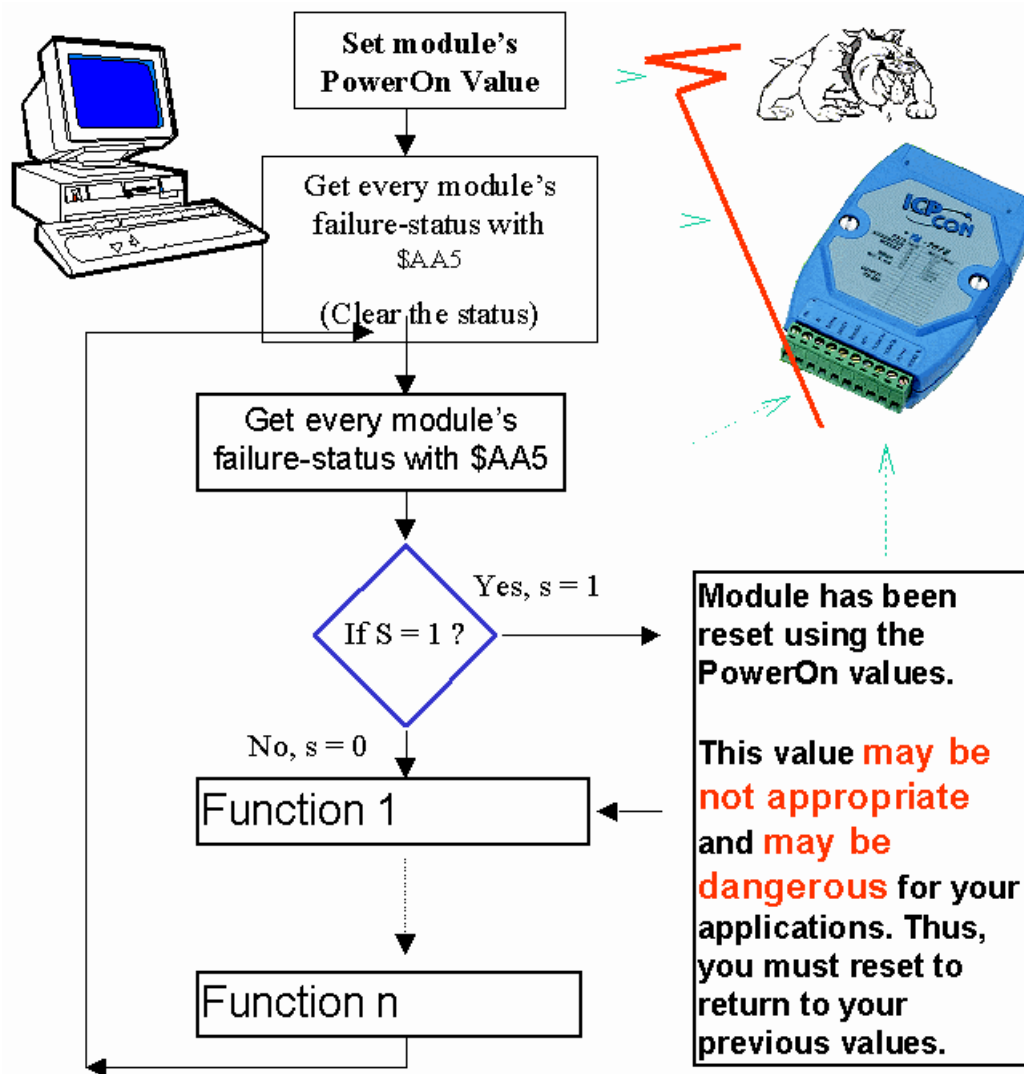 Set module's
PowerOn Value
Get every module's
failure-status with
$AA5
(Clear the status)
Get every module's
failure-status with $AA5
If S = 1 ?
Yes, s = 1
No, s = 0
Function 1
Function n
ICP
CON
Module has been
reset using the
PowerOn values.
This value may be
not appropriate
and may be
dangerous for your
applications. Thus,
you must reset to
return to your
previous values.